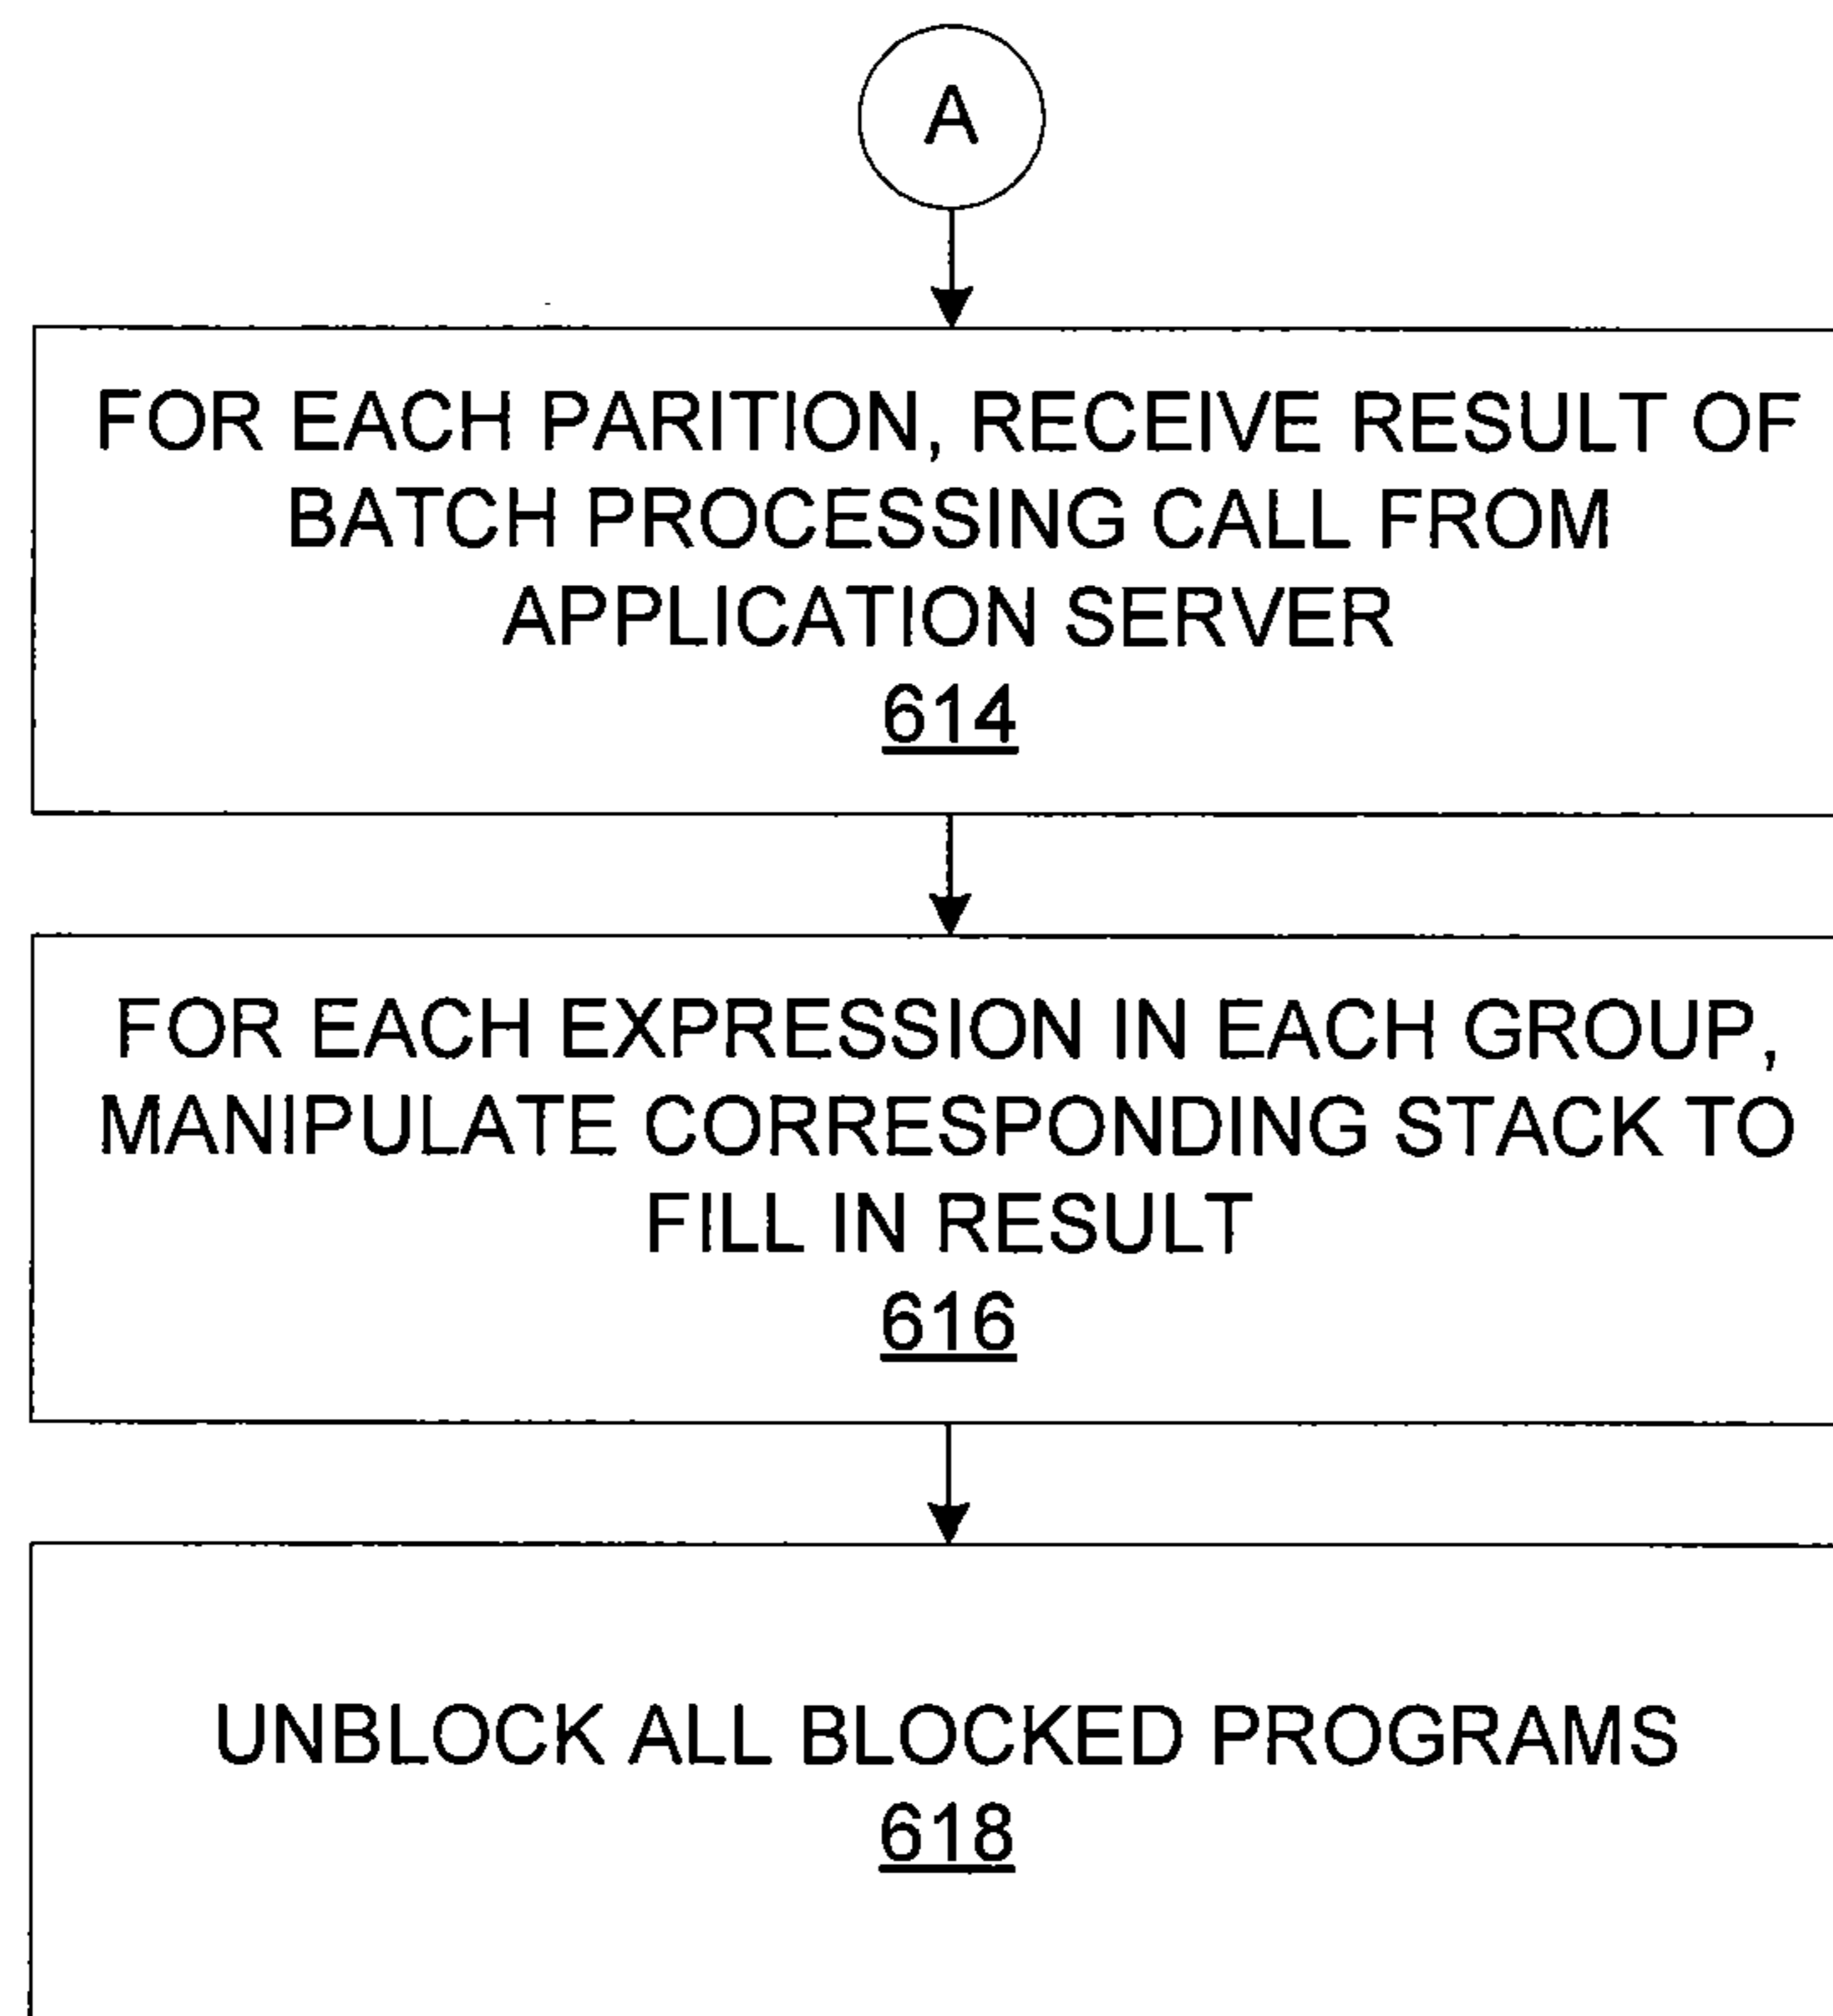 A
FOR EACH PARITION, RECEIVE RESULT OF
BATCH PROCESSING CALL FROM
APPLICATION SERVER
614
FOR EACH EXPRESSION IN EACH GROUP,
MANIPULATE CORRESPONDING STACK TO
FILL IN RESULT
616
UNBLOCK ALL BLOCKED PROGRAMS
618